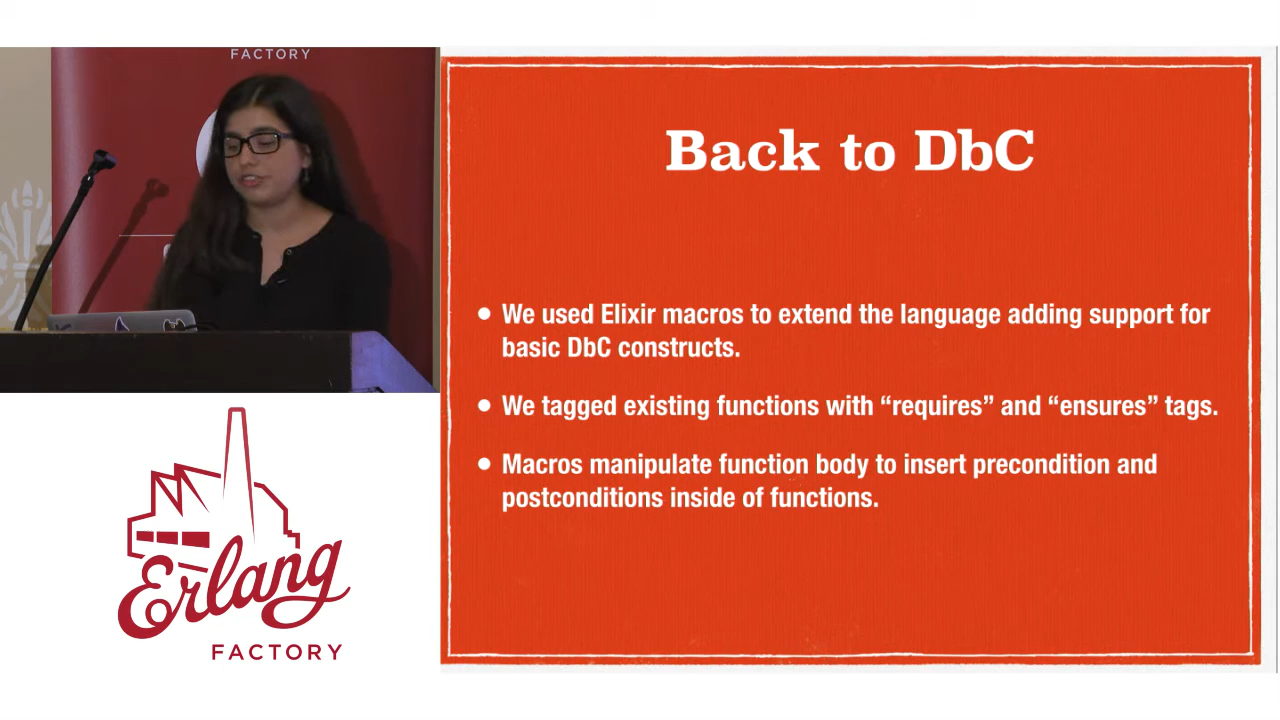 FACTORY
Back to DbC
• We used Elixir macros to extend the language adding support for
basic DbC constructs.
• We tagged existing functions with “requires” and “ensures” tags.
• Macros manipulate function body to insert precondition and
postconditions inside of functions.
Erlang
FACTORY